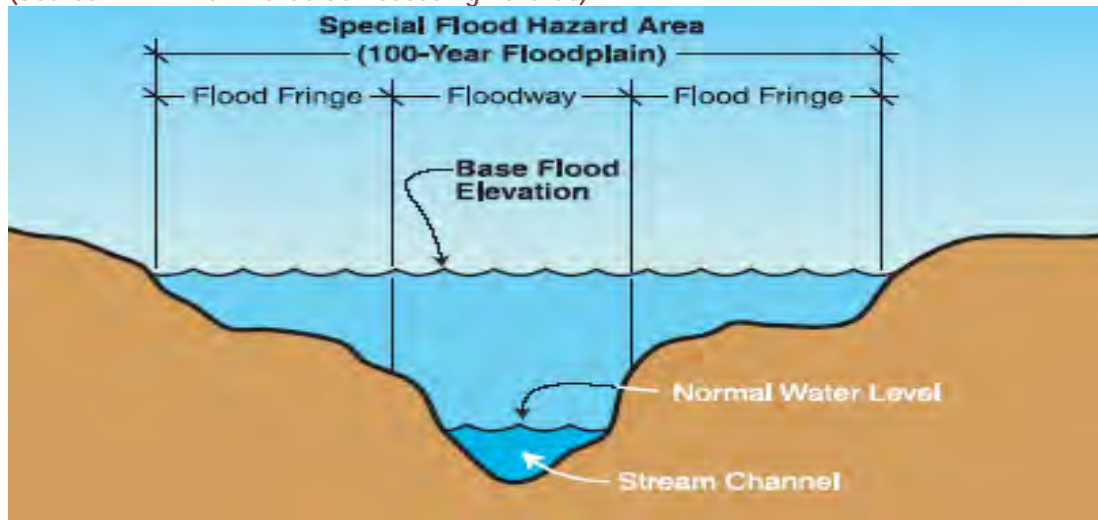 Special Flood Hazard Area
(100-Year Floodplain)
Flood Fringe
Floodway
Flood Fringe
Base Flood
Elevation
Normal Water Level
Stream Channel